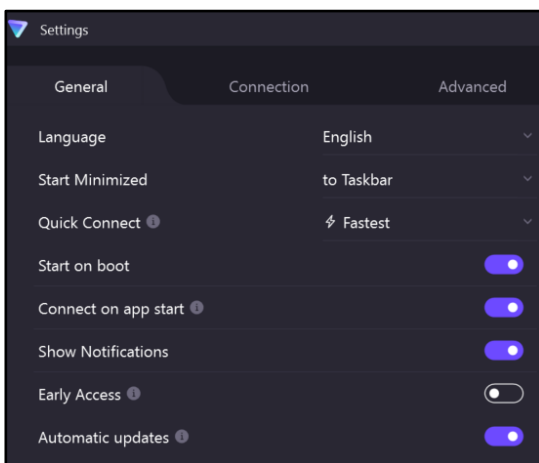 Settings
General Connection Advanced
Language English
Start Minimized to Taskbar
Quick Connect Fastest
Start on boot
Connect on app start
Show Notifications
Early Access
Automatic updates